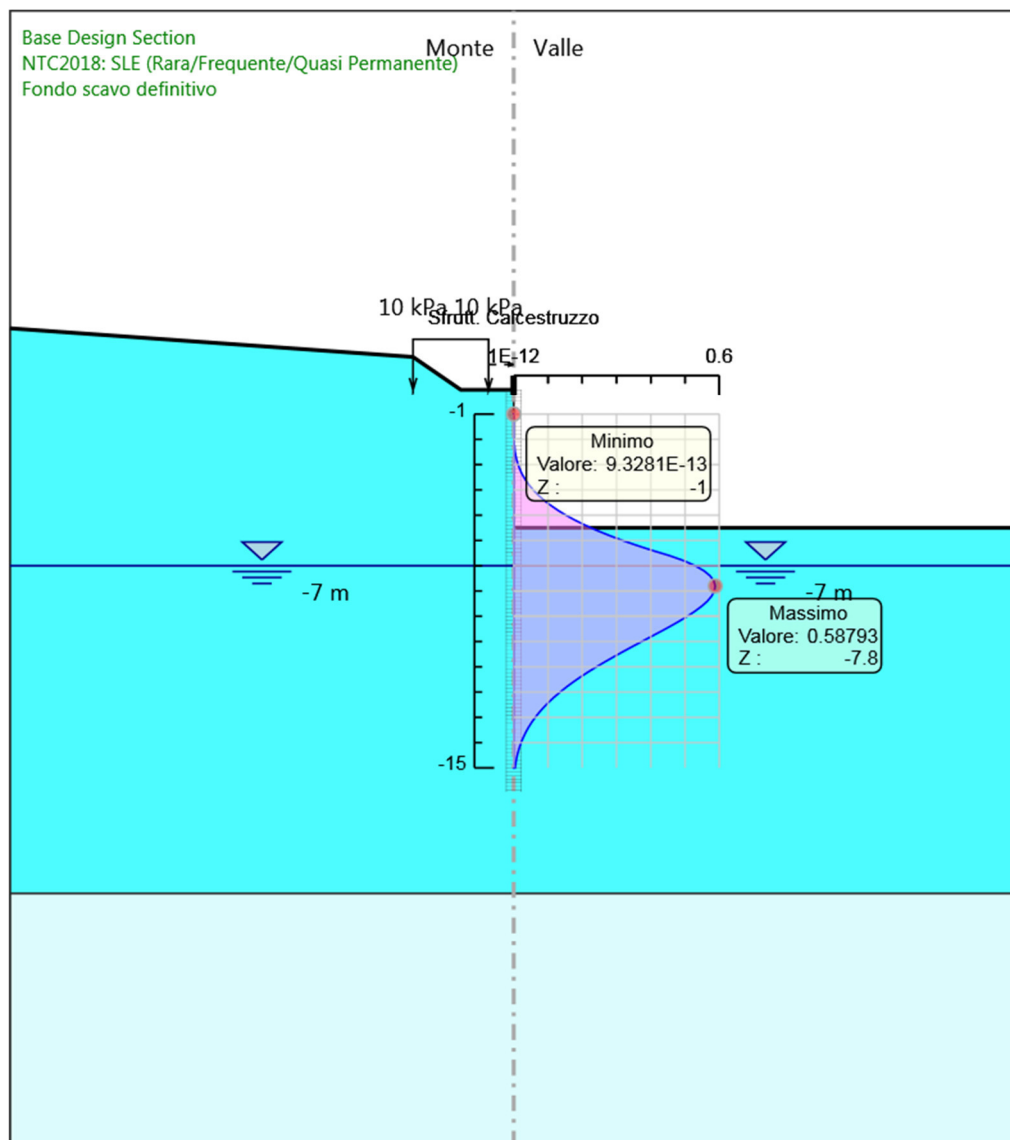 Base Design Section
NTC2018: SLE (Rara/Frequente/Quasi Permanente)
Fondo scavo definitivo
Monte
Valle
10 kPa 10 kPa
Sfrutt. Calcestruzzo
1E-12
0.6
-1
Minimo
Valore: 9.3281E-13
Z : -1
-7 m
-7 m
Massimo
Valore: 0.58793
Z : -7.8
-15